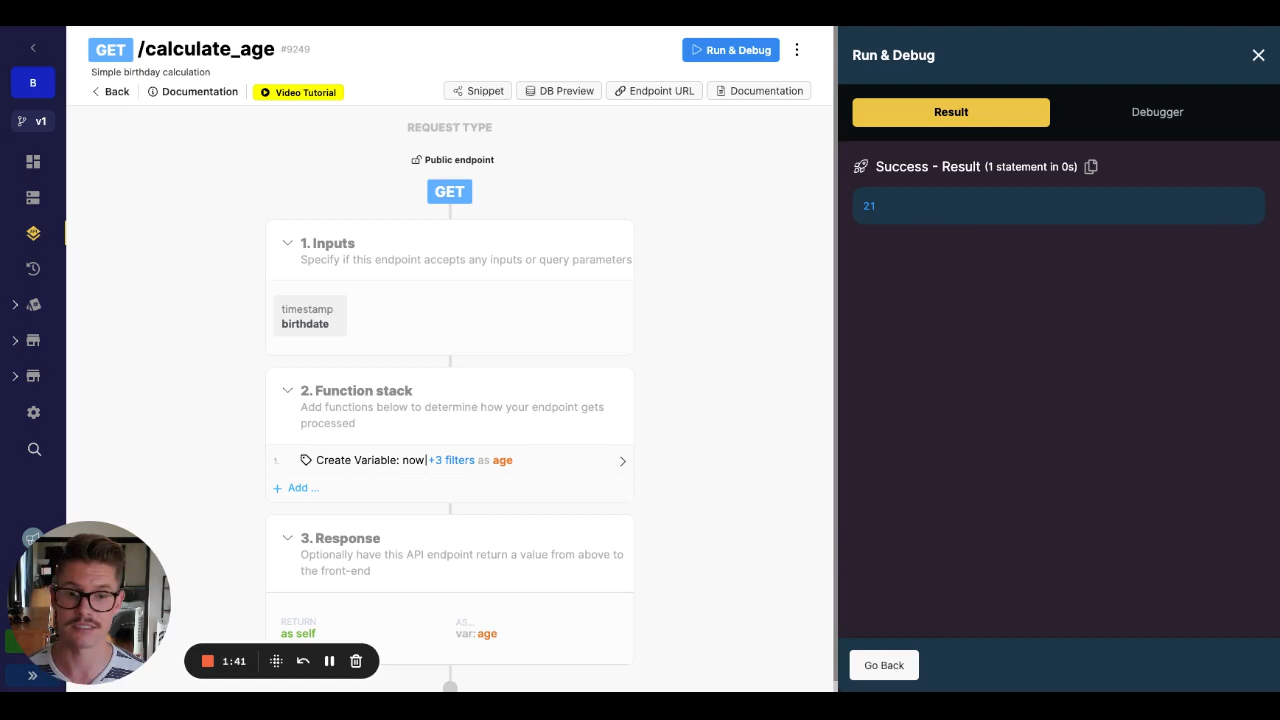 B
v1
GET /calculate_age #9249
Simple birthday calculation
Back
Documentation
Video Tutorial
Run & Debug
Snippet
DB Preview
Endpoint URL
Documentation
REQUEST TYPE
Public endpoint
GET
1. Inputs
Specify if this endpoint accepts any inputs or query parameters
timestamp
birthdate
2. Function stack
Add functions below to determine how your endpoint gets
processed
1. Create Variable: now|+3 filters as age
+ Add ...
3. Response
Optionally have this API endpoint return a value from above to
the front-end
RETURN
as self
AS...
var: age
1:41
Run & Debug
Result
Debugger
Success - Result (1 statement in 0s)
21
Go Back